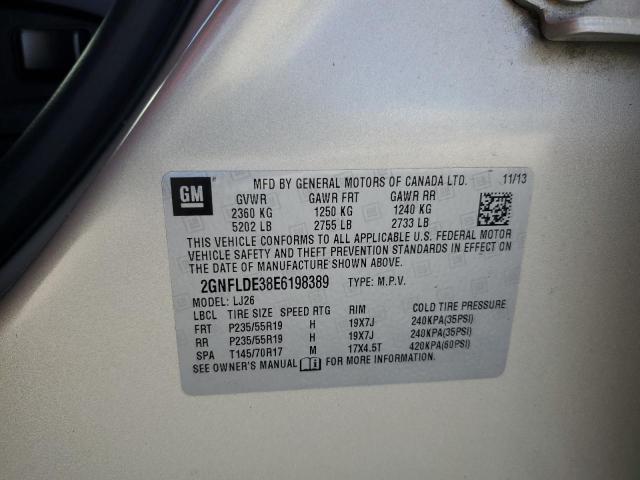 GM
MFD BY GENERAL MOTORS OF CANADA LTD. 11/13
GVWR GAWR FRT GAWR RR
2360 KG 1250 KG 1240 KG
5202 LB 2755 LB 2733 LB
THIS VEHICLE CONFORMS TO ALL APPLICABLE U.S. FEDERAL MOTOR
VEHICLE SAFETY AND THEFT PREVENTION STANDARDS IN EFFECT ON
THE DATE OF MANUFACTURE SHOWN ABOVE.
2GNFLDE38E6198389 TYPE: M.P.V.
MODEL: LJ26
LBCL TIRE SIZE SPEED RTG RIM COLD TIRE PRESSURE
FRT P235/55R19 H 19X7J 240KPA(35PSI)
RR P235/55R19 H 19X7J 240KPA(35PSI)
SPA T145/70R17 M 17X4.5T 420KPA(60PSI)
SEE OWNER'S MANUAL FOR MORE INFORMATION.